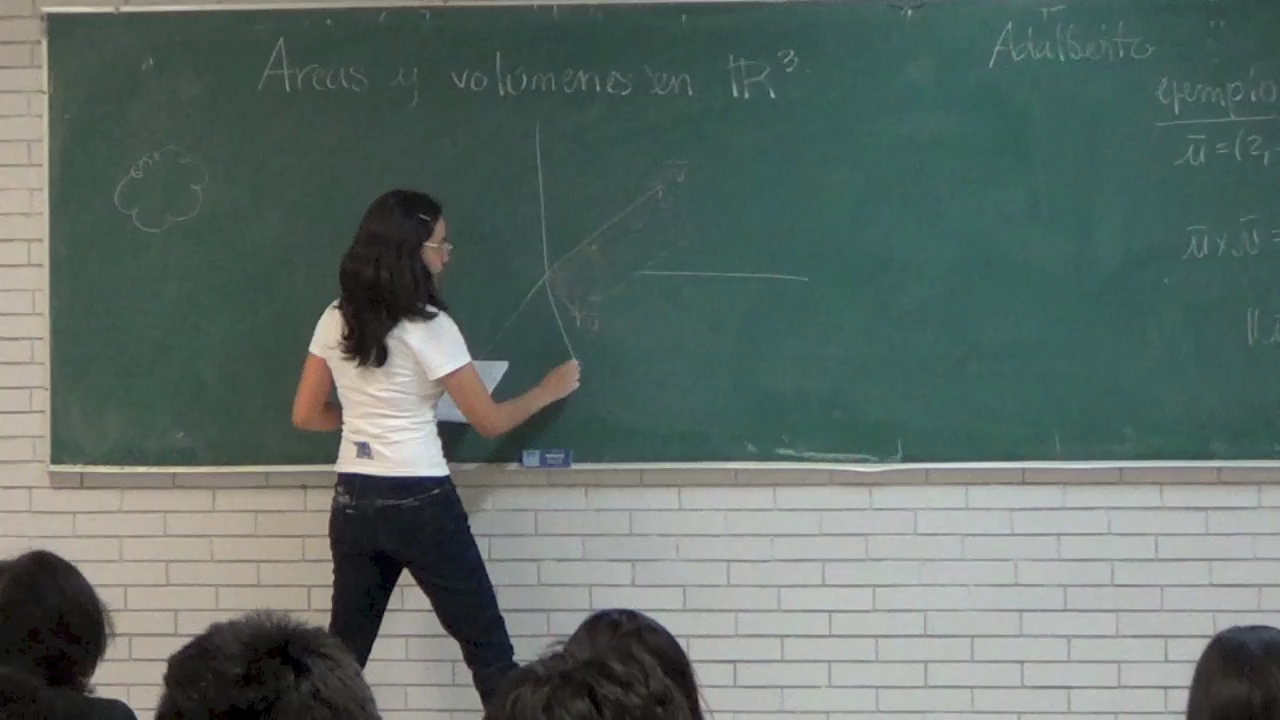 Areas y volúmenes en ℝ³
Adalberto
ejemplo
ū = (2,
ū x v̄ =